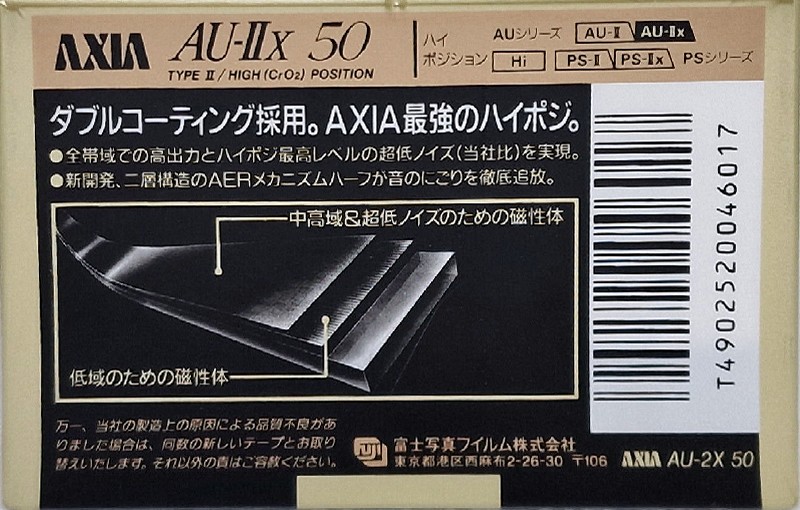 AXIA AU-IIx 50
TYPE II/HIGH (CrO2) POSITION
ハイ
ポジション
AUシリーズ AU-II AU-IIx
Hi PS-II PS-IIx PSシリーズ
ダブルコーティング採用。AXIA最強のハイポジ。
●全帯域での高出力とハイポジ最高レベルの超低ノイズ(当社比)を実現。
●新開発、二層構造のAERメカニズムハーフが音のにごりを徹底追放。
中高域&超低ノイズのための磁性体
低域のための磁性体
T4902520046017
万一、当社の製造上の原因による品質不良があ
りました場合は、同数の新しいテープとお取り
替えいたします。それ以外の責はご容赦ください。
富士写真フイルム株式会社
東京都港区西麻布2-26-30 〒106
AXIA AU-2X 50